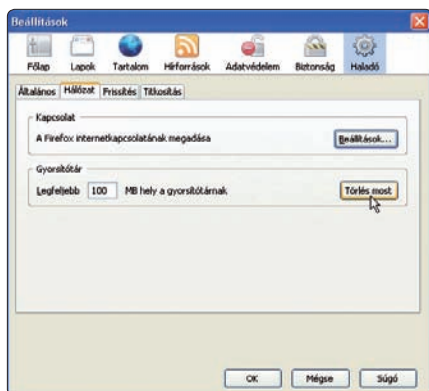 Beállítások
Főlap Lapok Tartalom Hírforrások Adatvédelem Biztonság Haladó
Általános Hálózat Frissítés Titkosítás
Kapcsolat
A Firefox internetkapcsolatának megadása Beállítások...
Gyorsítótár
Legfeljebb 100 MB hely a gyorsítótárnak Törlés most
OK Mégse Súgó